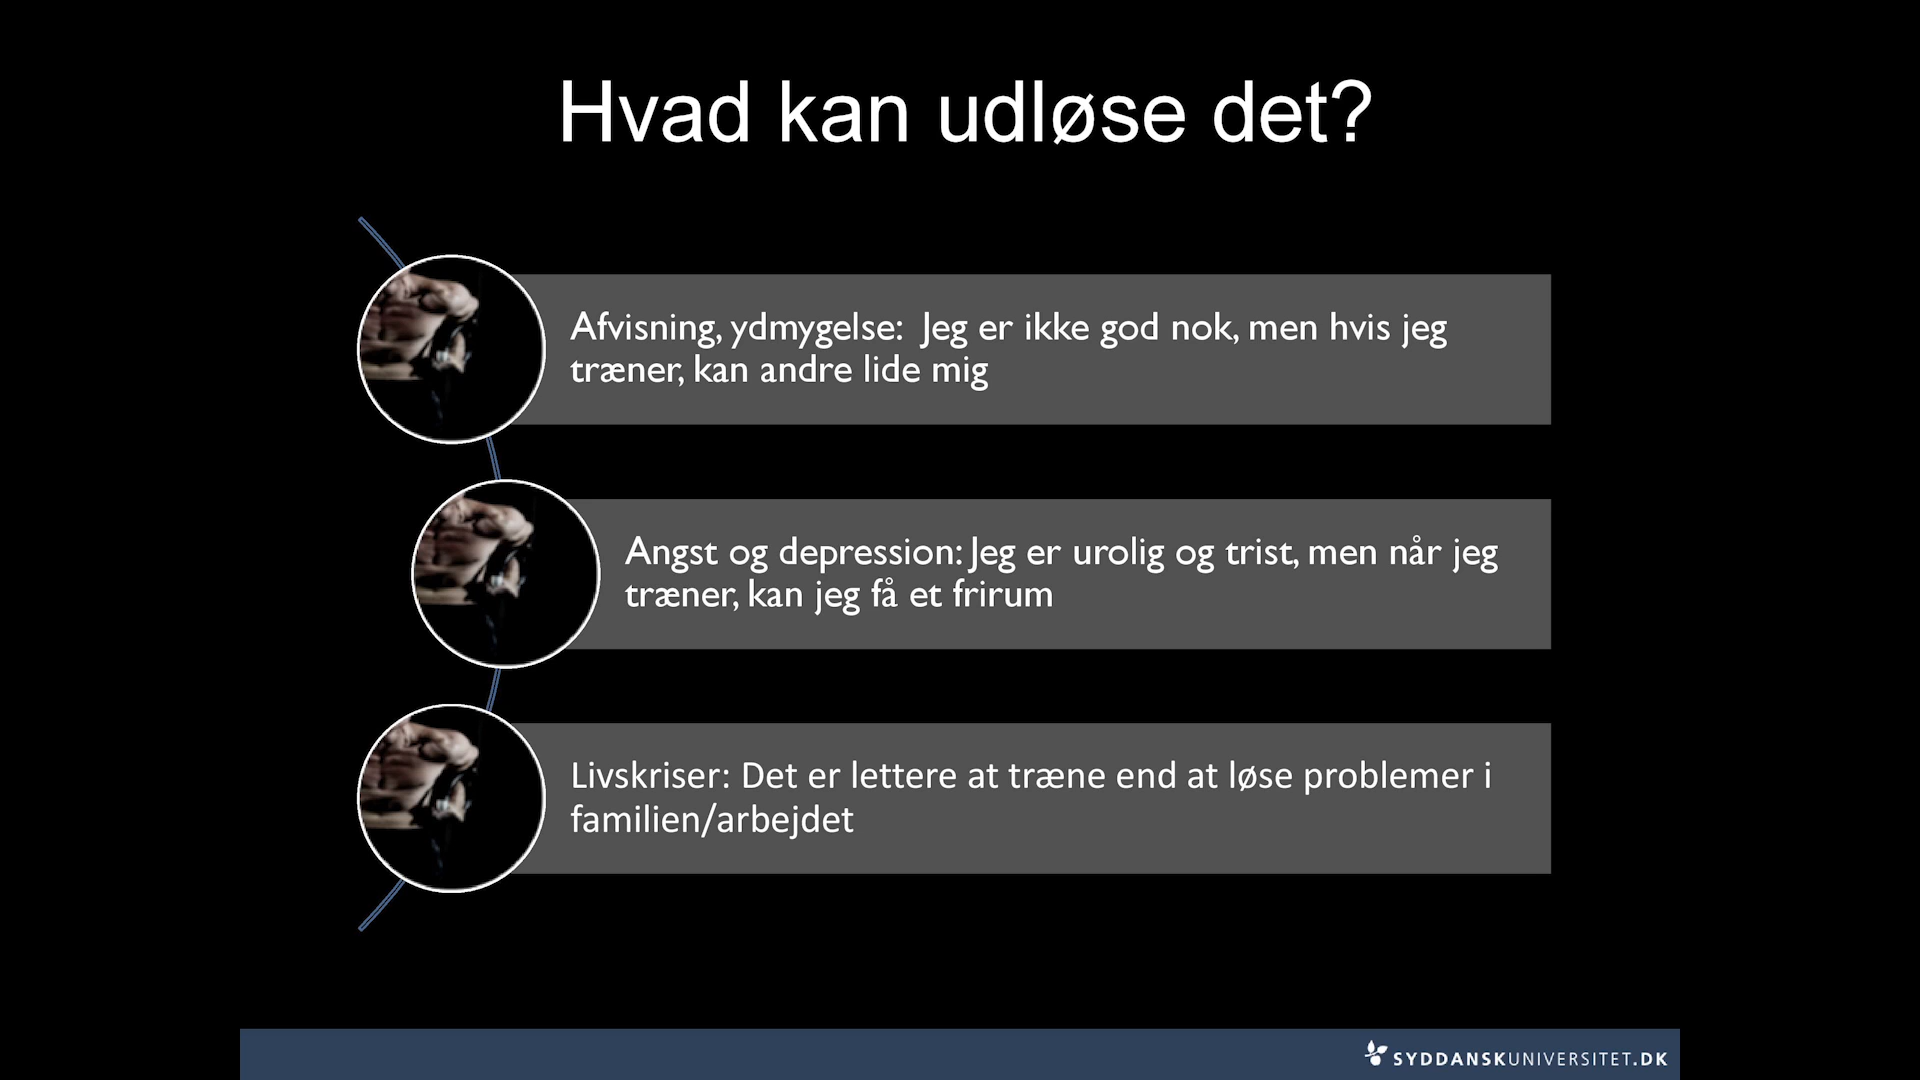 Hvad kan udløse det?
Afvisning, ydmygelse:  Jeg er ikke god nok, men hvis jeg
træner, kan andre lide mig
Angst og depression: Jeg er urolig og trist, men når jeg
træner, kan jeg få et frirum
Livskriser: Det er lettere at træne end at løse problemer i
familien/arbejdet
SYDDANSKUNIVERSITET.DK